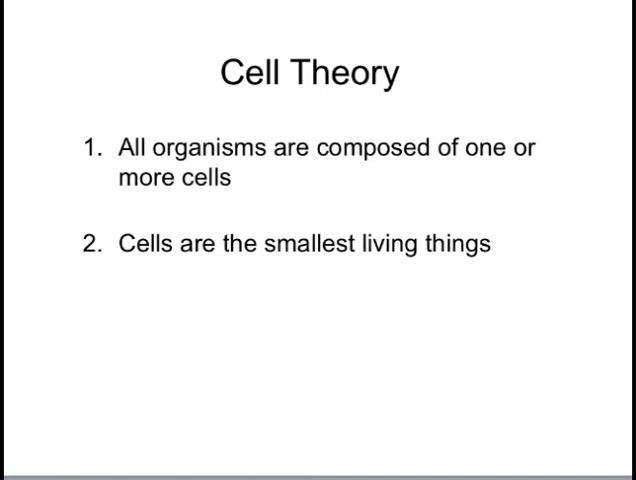 Cell Theory
1. All organisms are composed of one or
more cells
2. Cells are the smallest living things